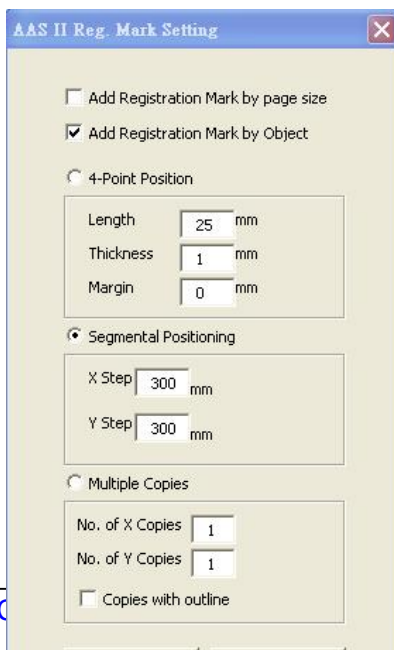 AAS II Reg. Mark Setting
Add Registration Mark by page size
Add Registration Mark by Object
4-Point Position
Length 25 mm
Thickness 1 mm
Margin 0 mm
Segmental Positioning
X Step 300 mm
Y Step 300 mm
Multiple Copies
No. of X Copies 1
No. of Y Copies 1
Copies with outline